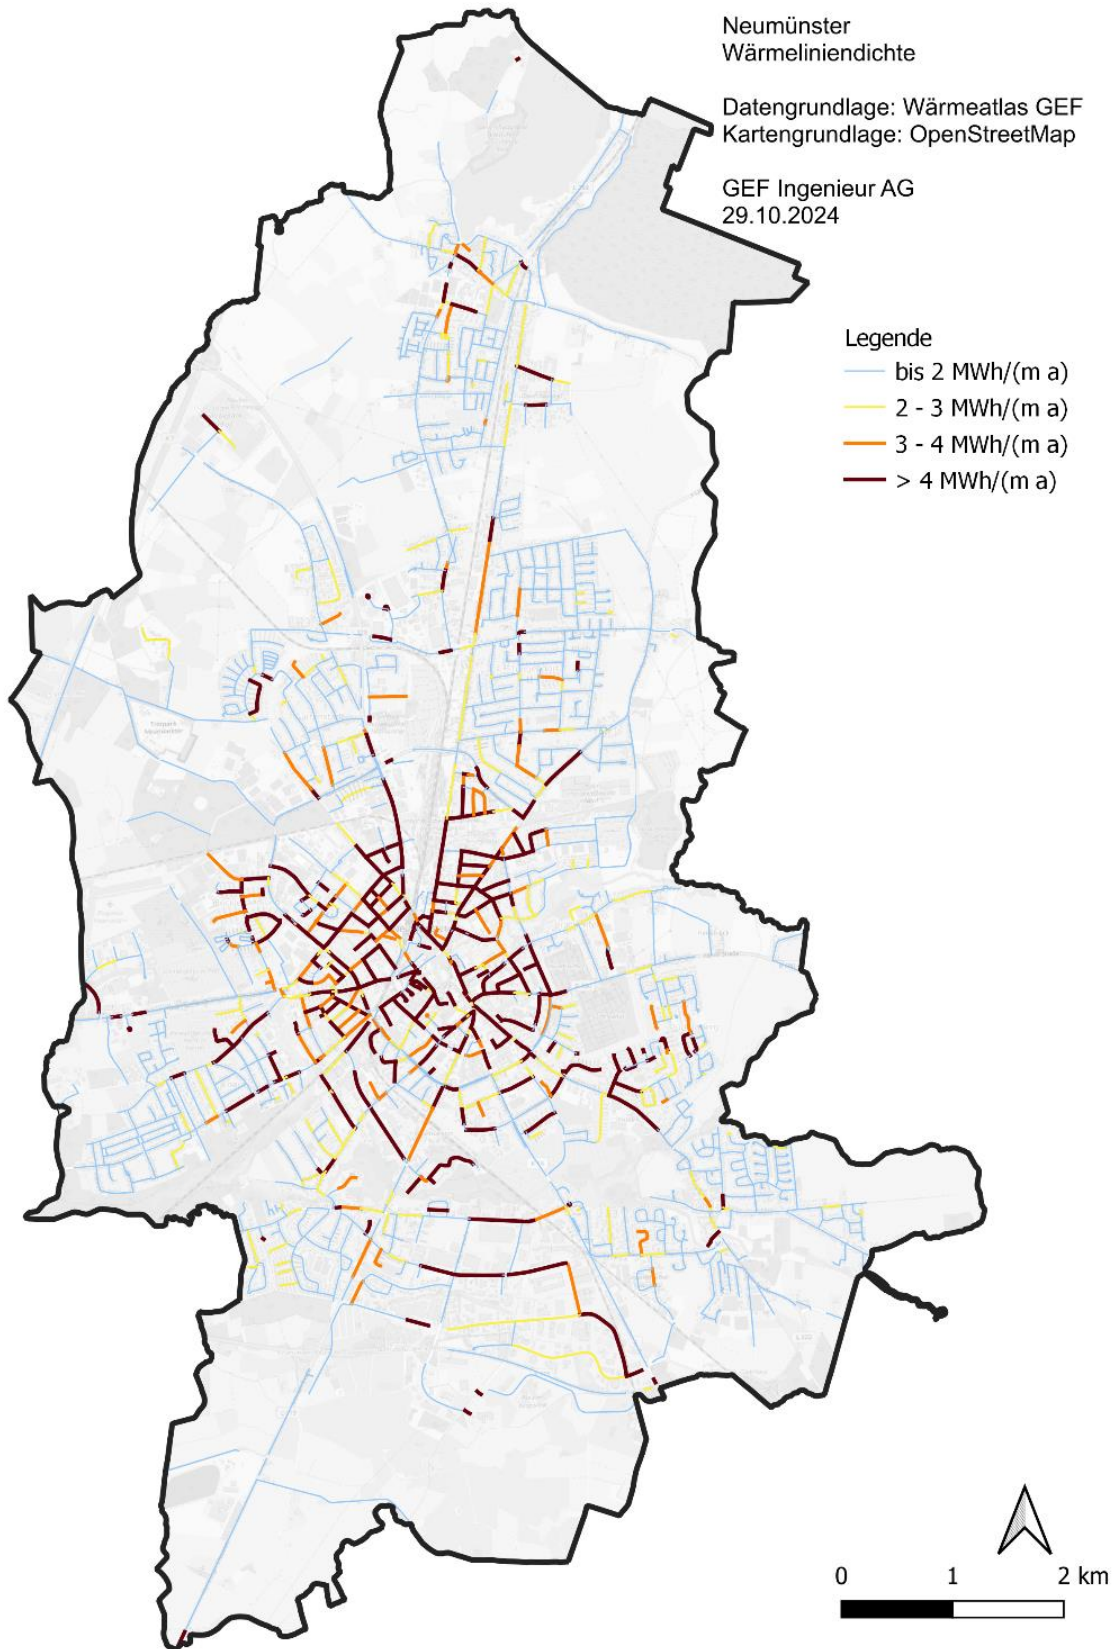 Neumünster
Wärmeliniendichte
Datengrundlage: Wärmeatlas GEF
Kartengrundlage: OpenStreetMap
GEF Ingenieur AG
29.10.2024
Legende
bis 2 MWh/(m a)
2 - 3 MWh/(m a)
3 - 4 MWh/(m a)
> 4 MWh/(m a)
0 1 2 km